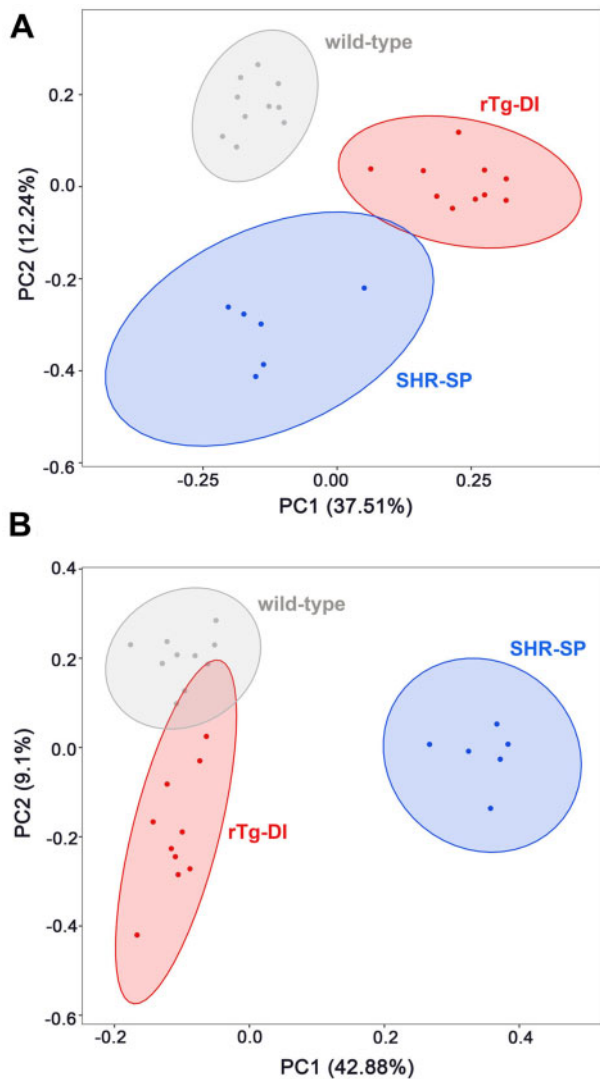 A
wild-type
rTg-DI
SHR-SP
PC2 (12.24%)
0.2
0.0
-0.2
-0.4
-0.6
-0.25
0.00
0.25
PC1 (37.51%)
B
wild-type
SHR-SP
rTg-DI
PC2 (9.1%)
0.4
0.2
0.0
-0.2
-0.4
-0.6
-0.2
0.0
0.2
0.4
PC1 (42.88%)